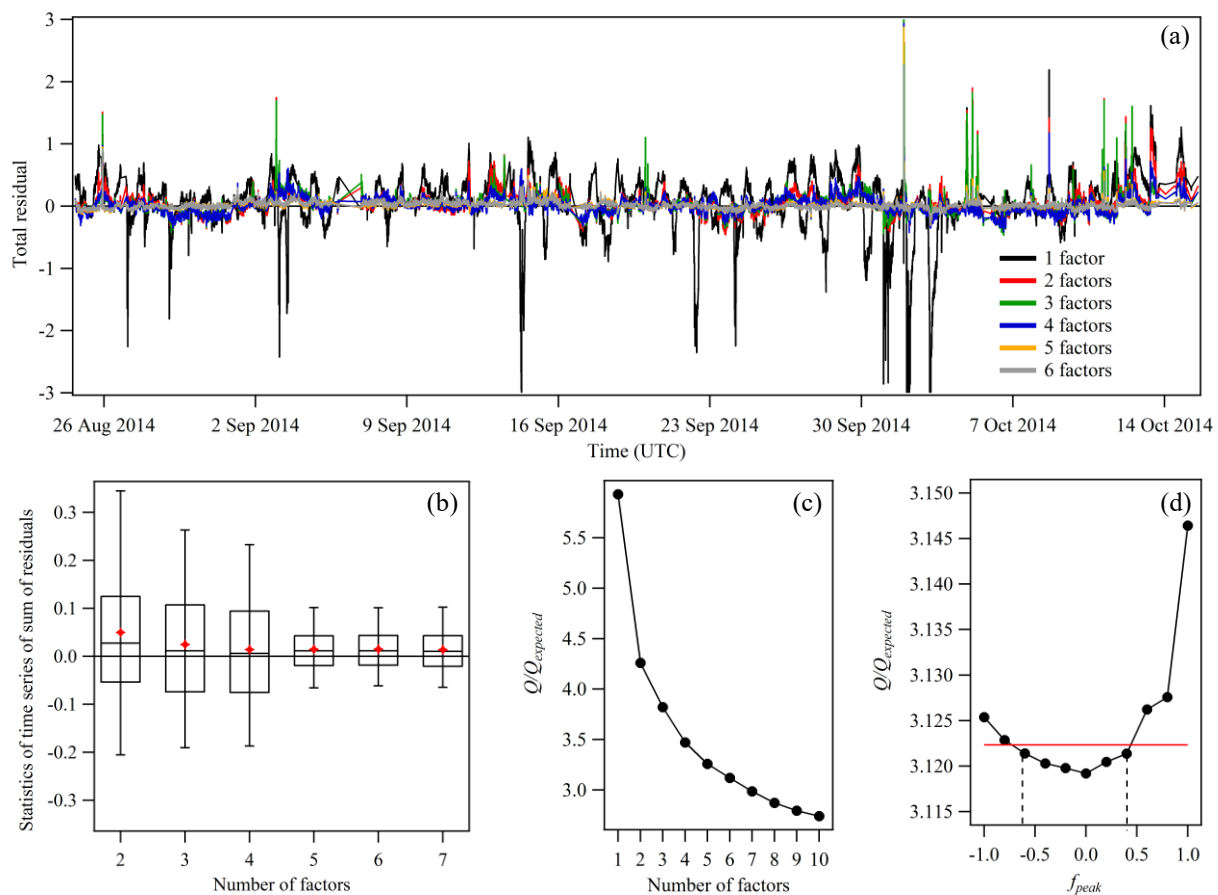 (a)
Total residual
3
2
1
0
-1
-2
-3
1 factor
2 factors
3 factors
4 factors
5 factors
6 factors
26 Aug 2014 2 Sep 2014 9 Sep 2014 16 Sep 2014 23 Sep 2014 30 Sep 2014 7 Oct 2014 14 Oct 2014
Time (UTC)
(b)
Statistics of time series of sum of residuals
0.3
0.2
0.1
0.0
-0.1
-0.2
-0.3
2 3 4 5 6 7
Number of factors
(c)
Q/Qexpected
5.5
5.0
4.5
4.0
3.5
3.0
1 2 3 4 5 6 7 8 9 10
Number of factors
(d)
Q/Qexpected
3.150
3.145
3.140
3.135
3.130
3.125
3.120
3.115
-1.0 -0.5 0.0 0.5 1.0
fpeak